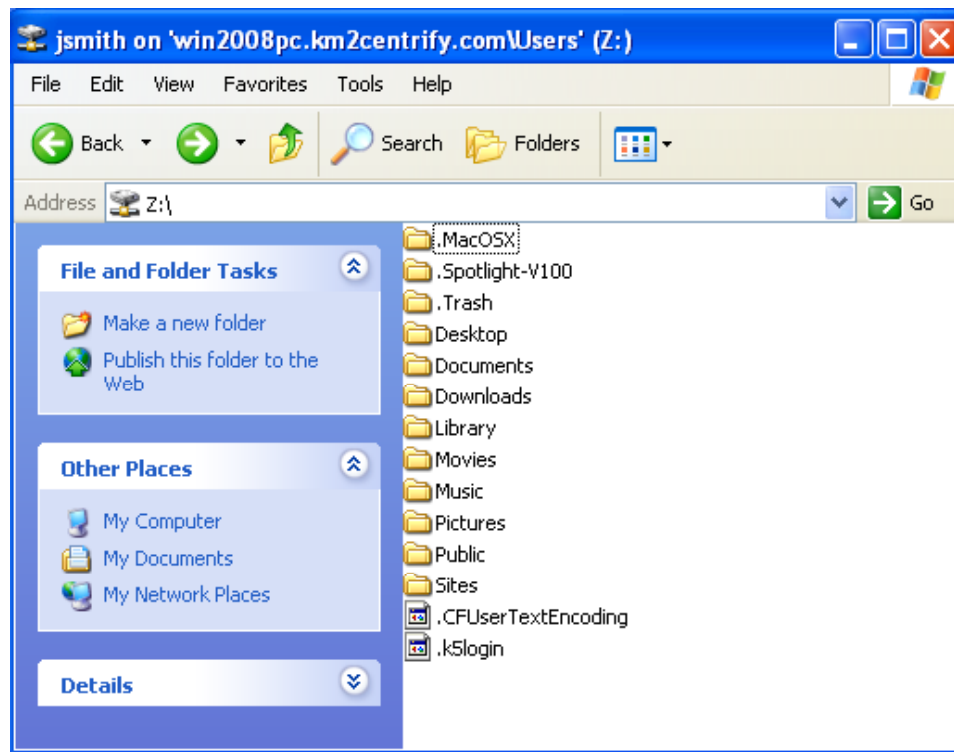 jsmith on 'win2008pc.km2centrify.com\Users' (Z:)
File Edit View Favorites Tools Help
Back Search Folders
Address Z:\ Go
File and Folder Tasks
Make a new folder
Publish this folder to the
Web
Other Places
My Computer
My Documents
My Network Places
Details
.MacOSX
.Spotlight-V100
.Trash
Desktop
Documents
Downloads
Library
Movies
Music
Pictures
Public
Sites
.CFUserTextEncoding
.k5login